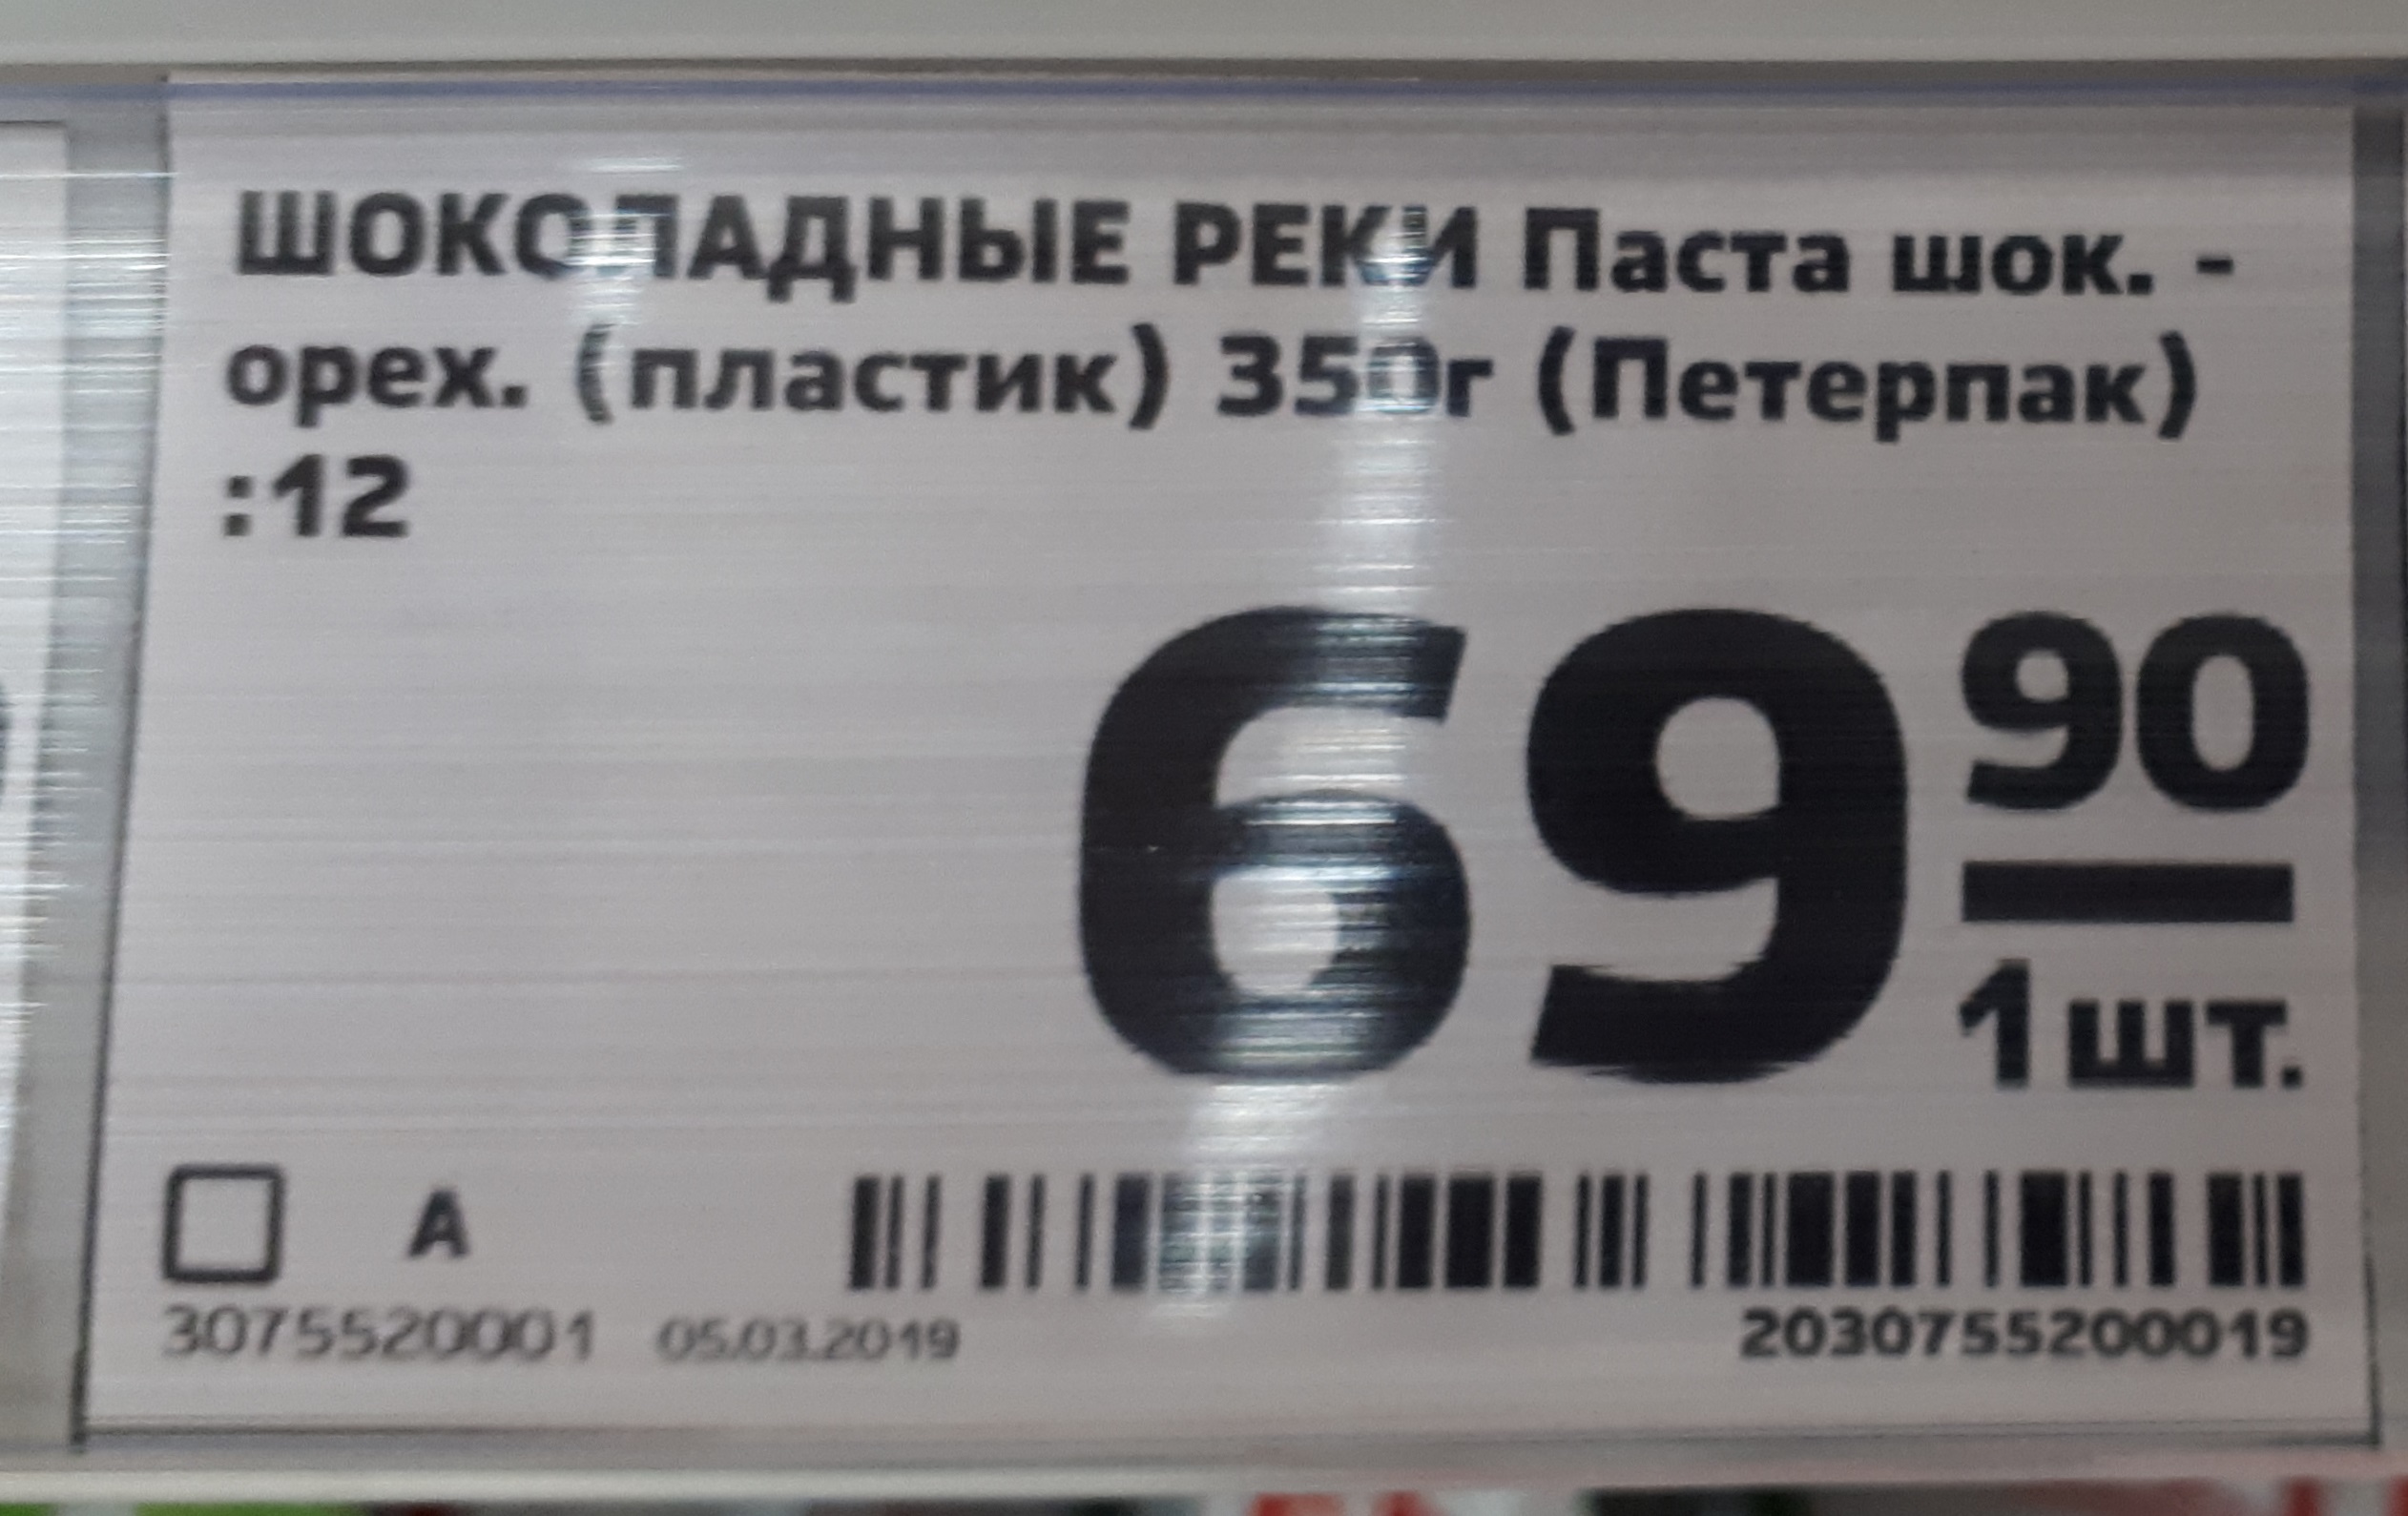 ШОКОЛАДНЫЕ РЕКИ Паста шок. -
орех. (пластик) 350г (Петерпак)
:12
69 90
1 шт.
А
3075520001 05.03.2019 2030755200019